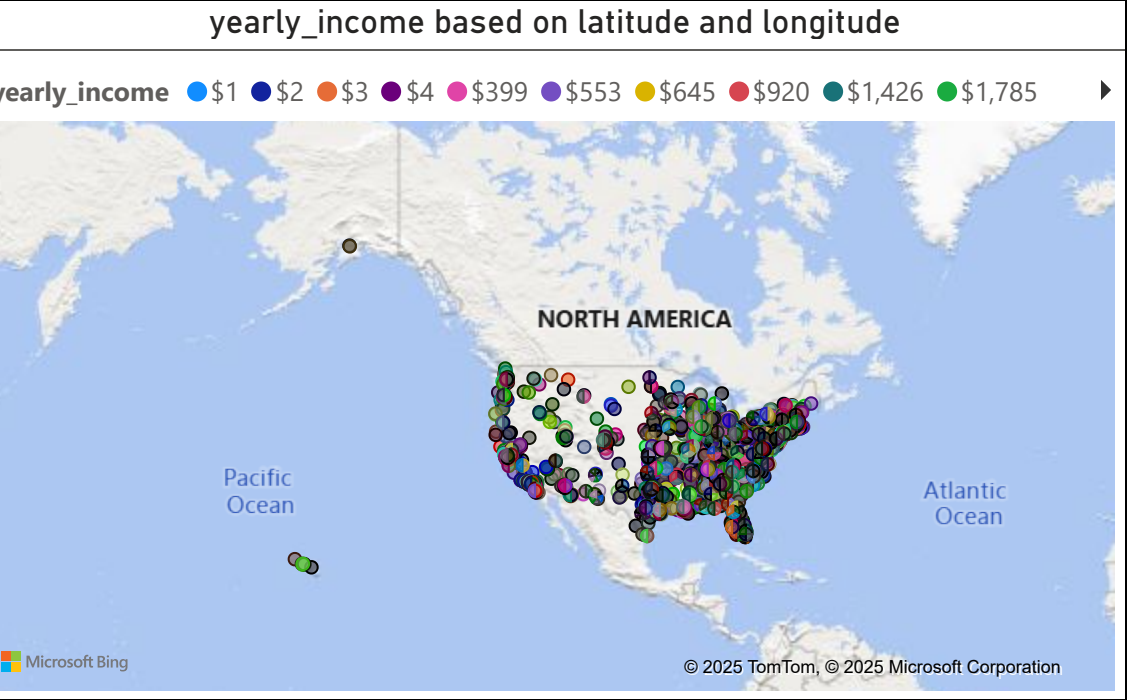 yearly_income based on latitude and longitude
yearly_income $1 $2 $3 $4 $399 $553 $645 $920 $1,426 $1,785
NORTH AMERICA
Pacific
Ocean
Atlantic
Ocean
Microsoft Bing
© 2025 TomTom, © 2025 Microsoft Corporation